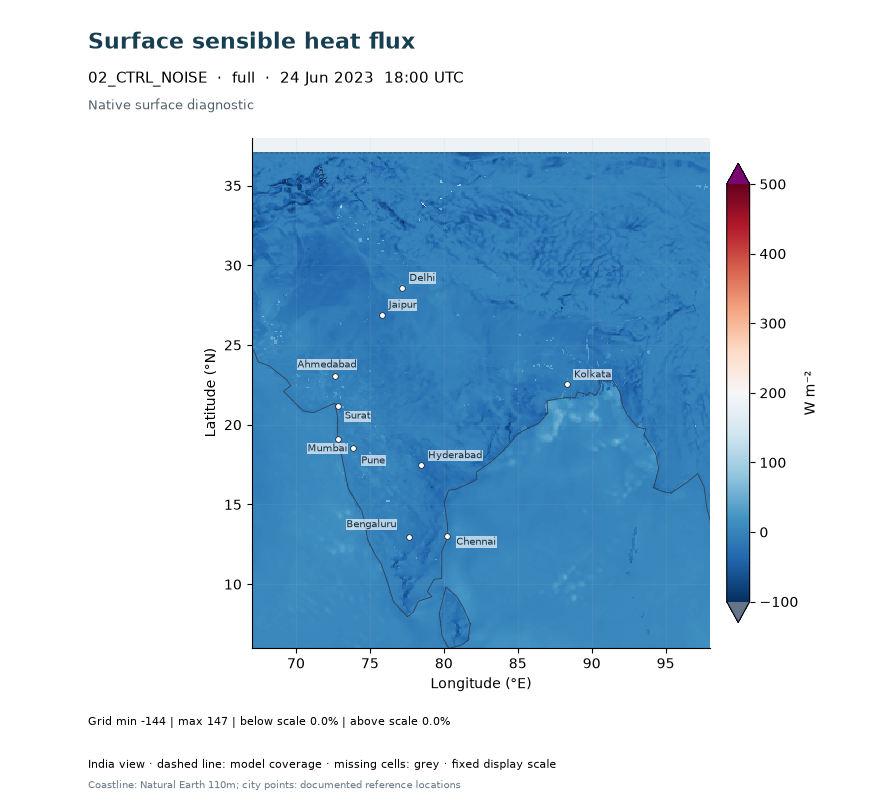 Surface sensible heat flux
02_CTRL_NOISE · full · 24 Jun 2023 18:00 UTC
Native surface diagnostic
35
30
25
20
15
10
Latitude (°N)
Delhi
Jaipur
Ahmedabad
Kolkata
Surat
Mumbai
Pune
Hyderabad
Bengaluru
Chennai
70
75
80
85
90
95
Longitude (°E)
500
400
300
200
100
0
−100
W m⁻²
Grid min -144 | max 147 | below scale 0.0% | above scale 0.0%
India view · dashed line: model coverage · missing cells: grey · fixed display scale
Coastline: Natural Earth 110m; city points: documented reference locations